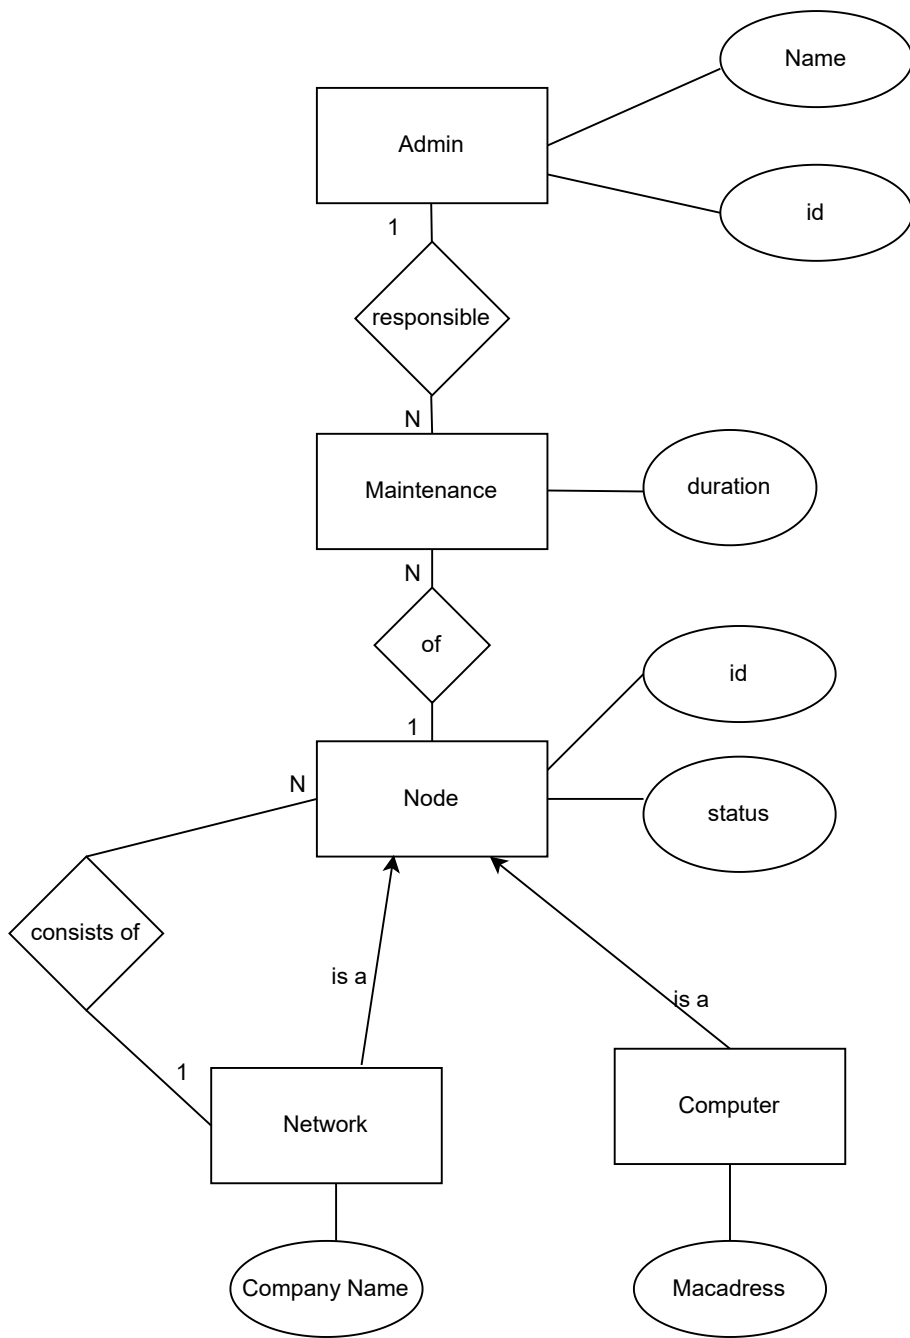 Name
Admin
id
1
responsible
N
Maintenance
duration
N
of
id
1
N
Node
status
consists of
is a
is a
1
Network
Computer
Company Name
Macadress